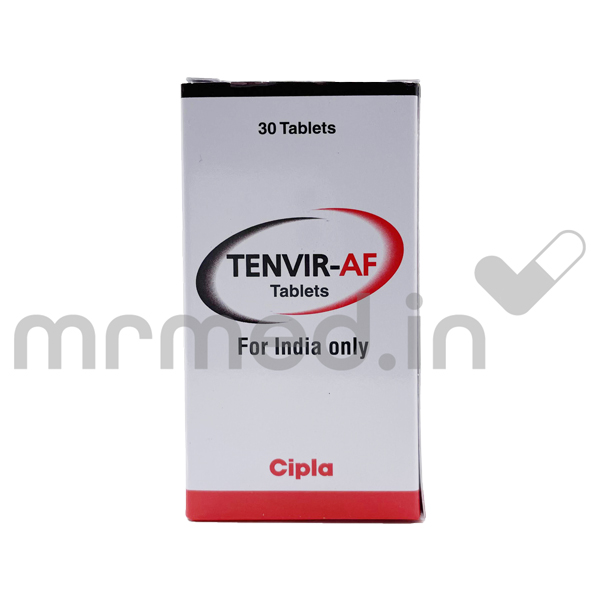 30 Tablets
TENVIR-AF
Tablets
mrmed.in
For India only
Cipla